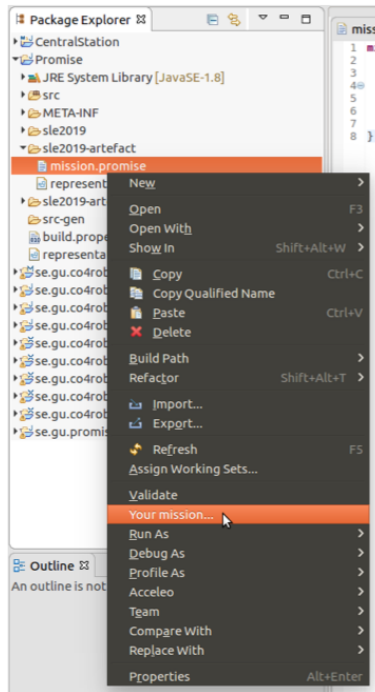 Package Explorer
CentralStation
Promise
JRE System Library [JavaSE-1.8]
src
META-INF
sle2019
sle2019-artefact
mission.promise
represent
sle2019-art
src-gen
build.prope
representa
se.gu.co4rob
se.gu.co4rob
se.gu.co4rob
se.gu.co4rob
se.gu.co4rob
se.gu.co4rob
se.gu.co4rob
se.gu.co4rob
se.gu.promis
Outline
An outline is not
New
Open F3
Open With
Show In Shift+Alt+W
Copy Ctrl+C
Copy Qualified Name
Paste Ctrl+V
Delete
Build Path
Refactor Shift+Alt+T
Import...
Export...
Refresh F5
Assign Working Sets...
Validate
Your mission...
Run As
Debug As
Profile As
Acceleo
Team
Compare With
Replace With
Properties Alt+Enter
miss
1
2
3
4
5
6
7
8 }